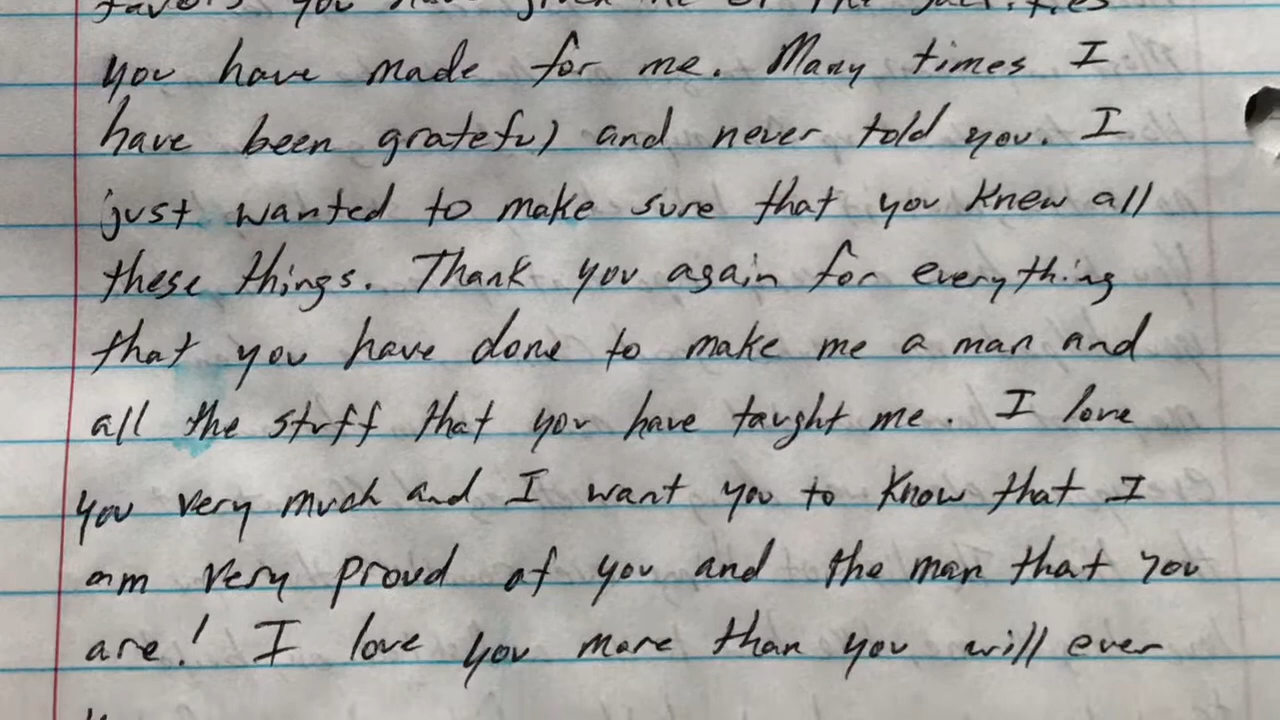 you have
you have made for me. Many times I
have been grateful and never told you. I
just wanted to make sure that you knew all
these things. Thank you again for everything
that you have done to make me a man and
all the stuff that you have taught me. I love
you very much and I want you to know that I
am very proud of you and the man that you
are! I love you more than you will ever